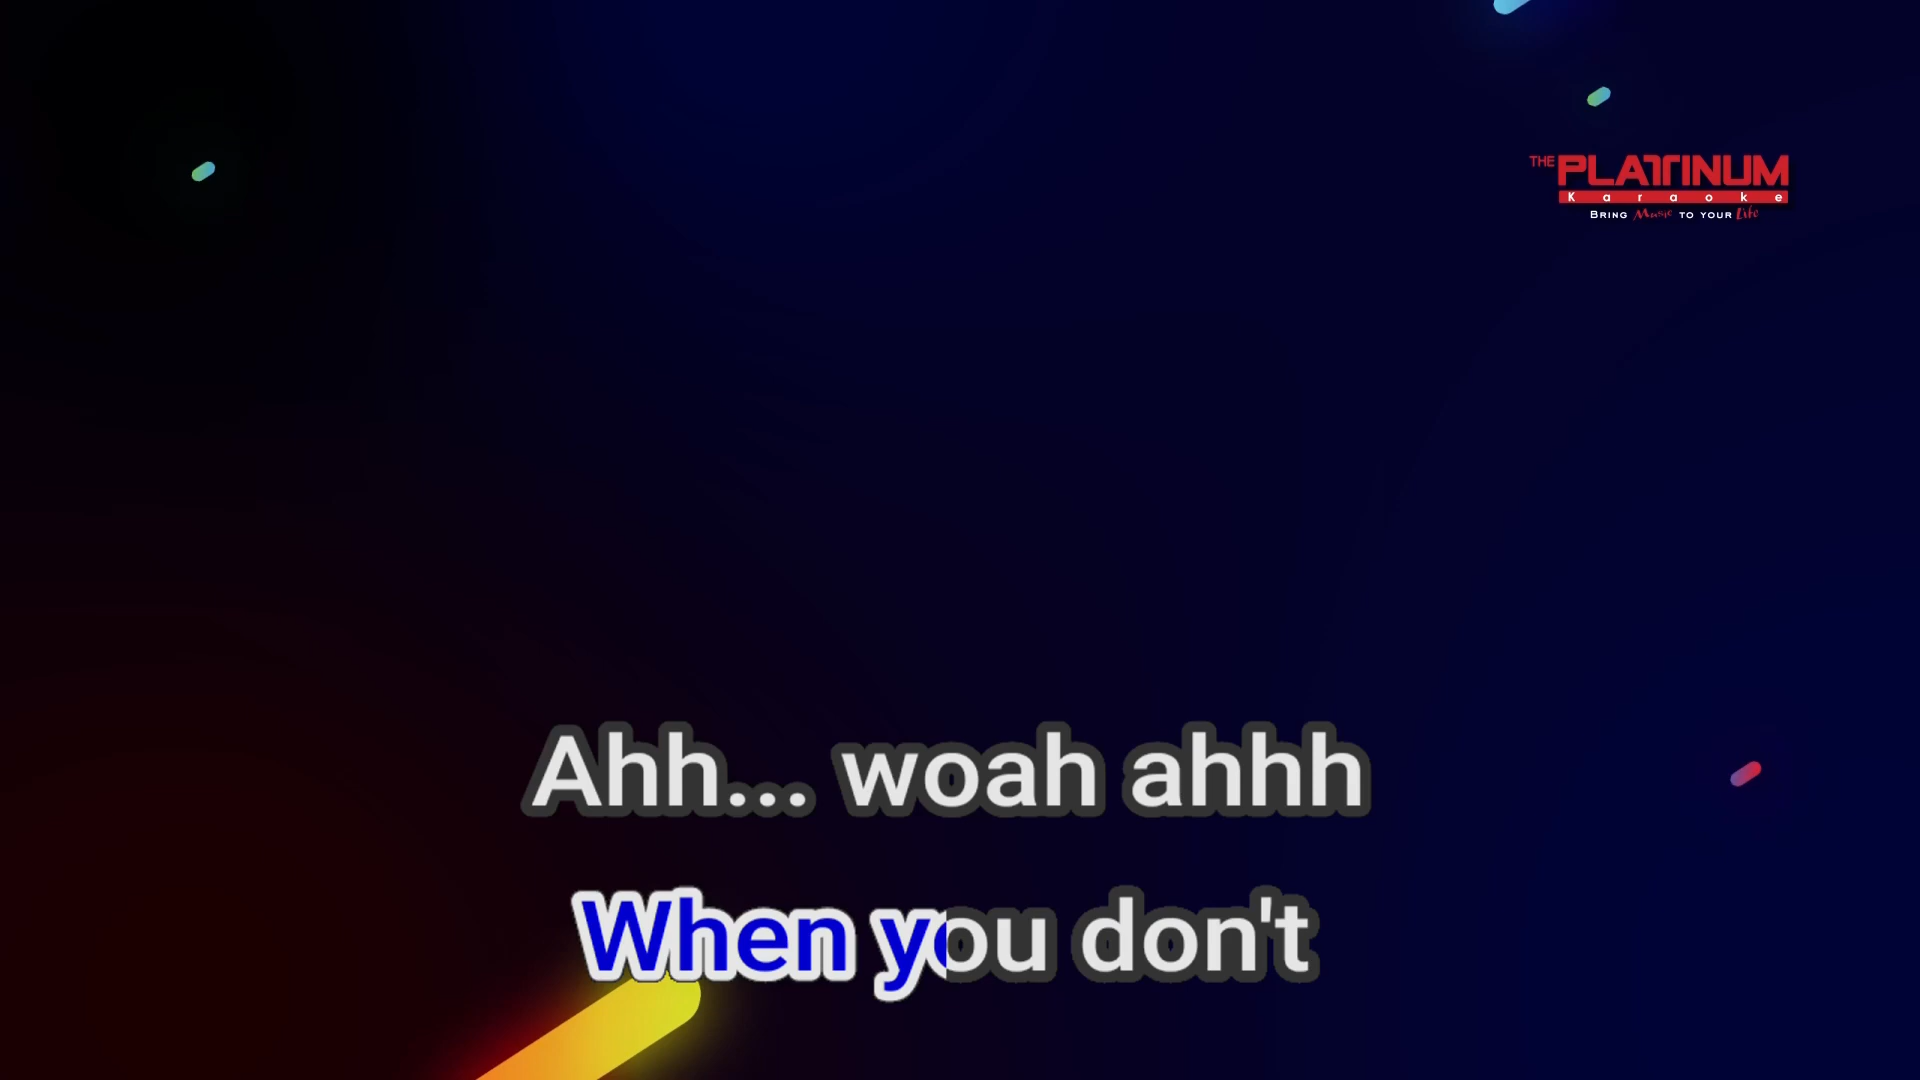 THE PLATINUM
Karaoke
BRING Music TO YOUR Life
Ahh... woah ahhh
When you don't